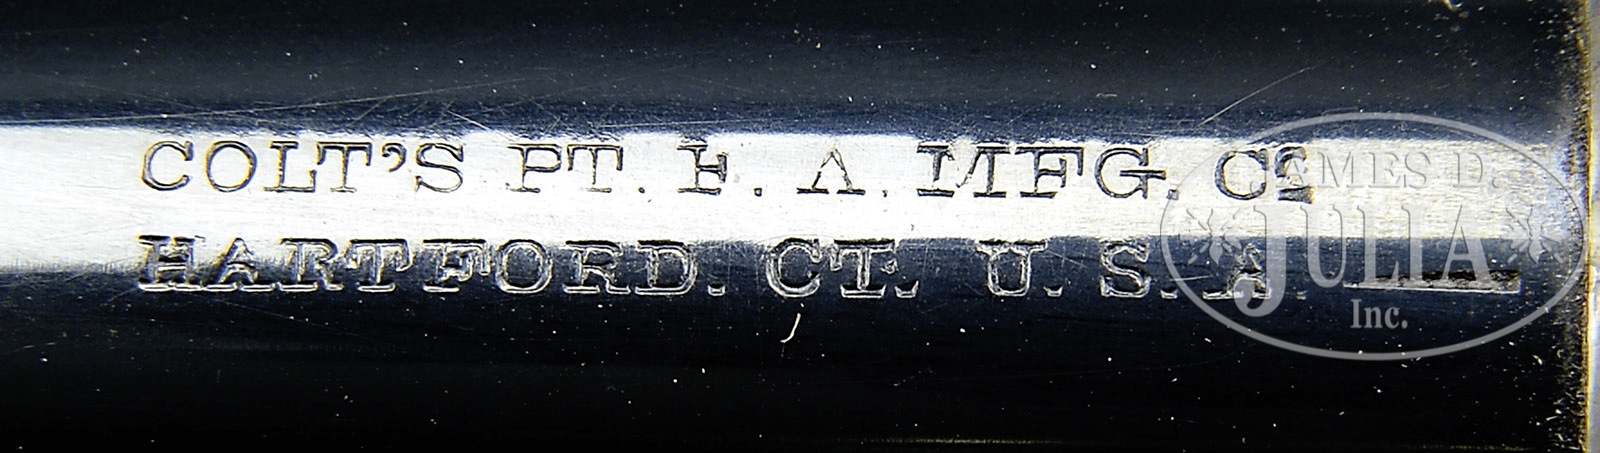 COLT'S PT. F. A. MFG. Co
HARTFORD. CT. U. S. A.
JAMES D.
JULIA
Inc.